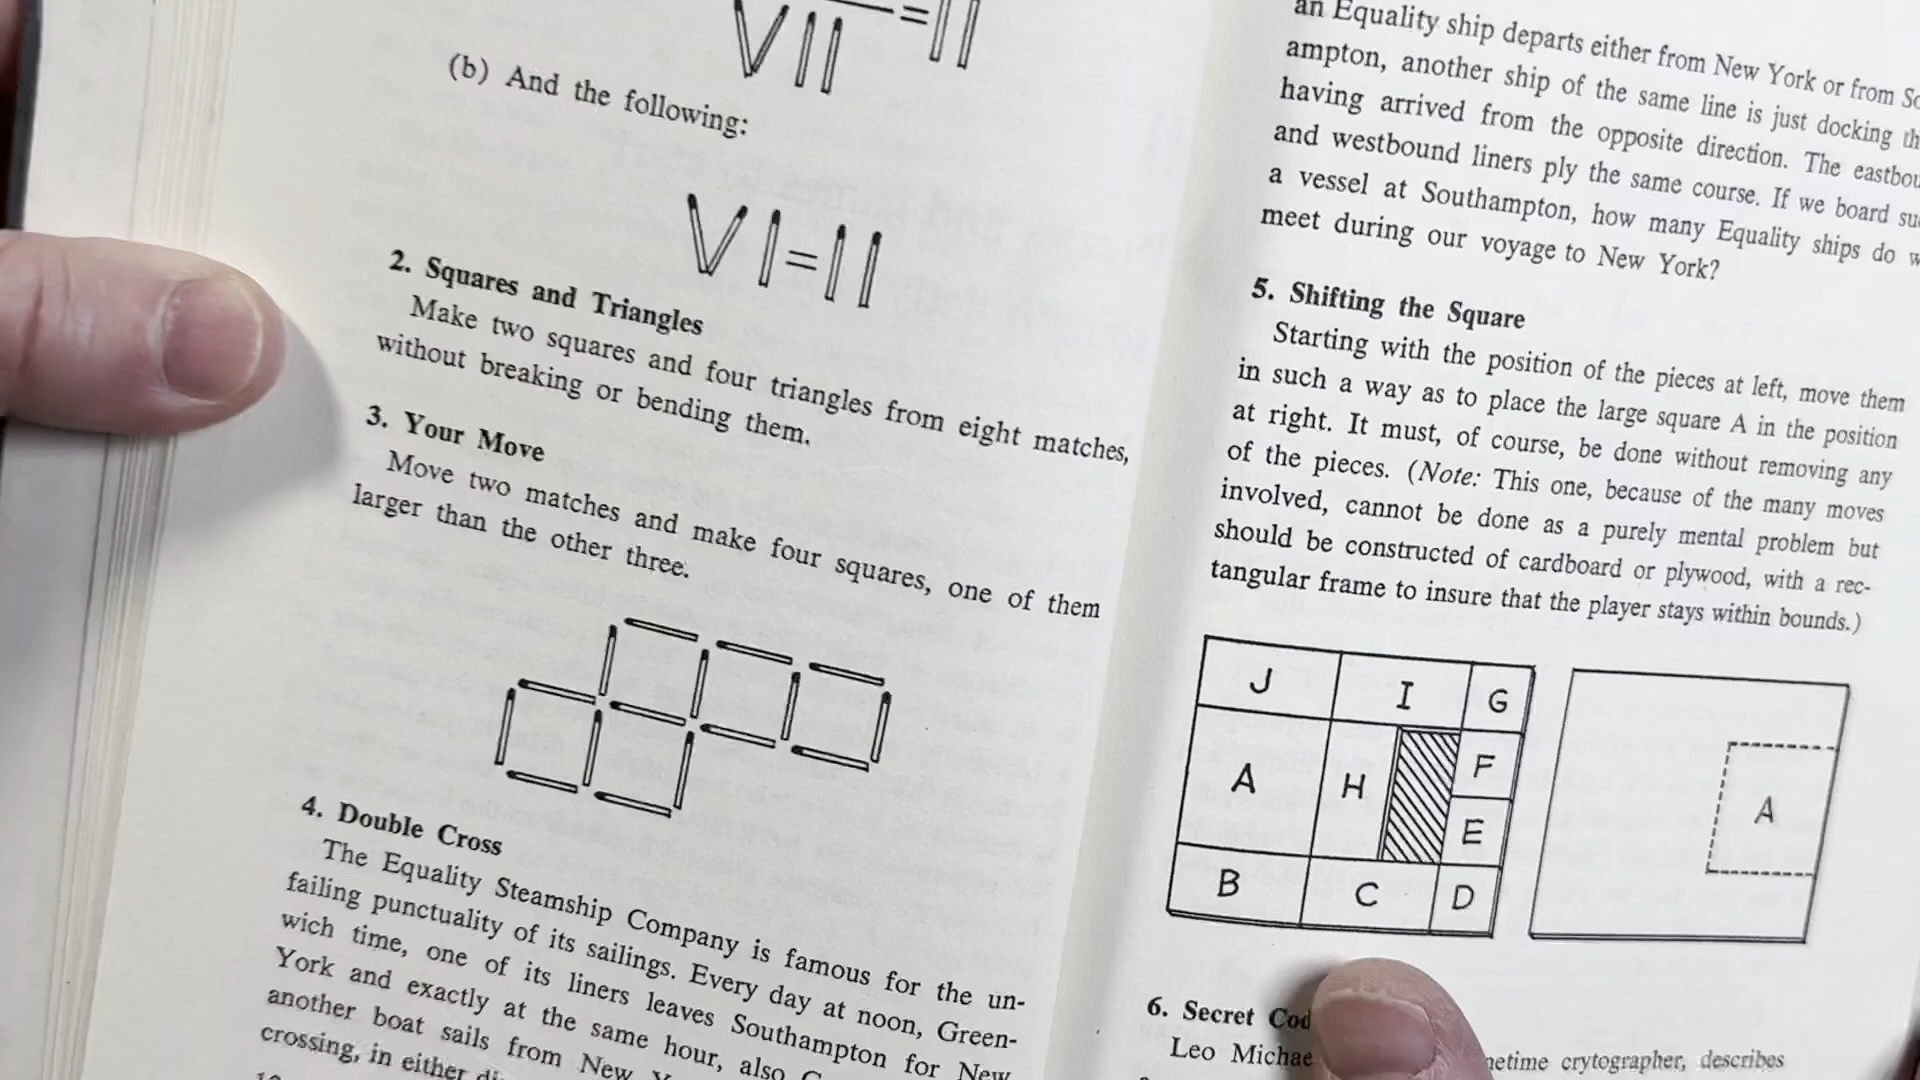 VII =II
(b) And the following:
VI=II
2. Squares and Triangles
Make two squares and four triangles from eight matches,
without breaking or bending them.
3. Your Move
Move two matches and make four squares, one of them
larger than the other three.
4. Double Cross
The Equality Steamship Company is famous for the un-
failing punctuality of its sailings. Every day at noon, Green-
wich time, one of its liners leaves Southampton for New
York and exactly at the same hour, also
another boat sails from New
crossing, in either
an Equality ship departs either from New York or from
ampton, another ship of the same line is just docking
having arrived from the opposite direction. The
and westbound liners ply the same course. If we board
a vessel at Southampton, how many Equality ships do
meet during our voyage to New York?
5. Shifting the Square
Starting with the position of the pieces at left, move them
in such a way as to place the large square A in the position
at right. It must, of course, be done without removing any
of the pieces. (Note: This one, because of the many moves
involved, cannot be done as a purely mental problem but
should be constructed of cardboard or plywood, with a rec-
tangular frame to insure that the player stays within bounds.)
J I G
A H F
E
B C D
A
6. Secret
Leo
crytographer, describes